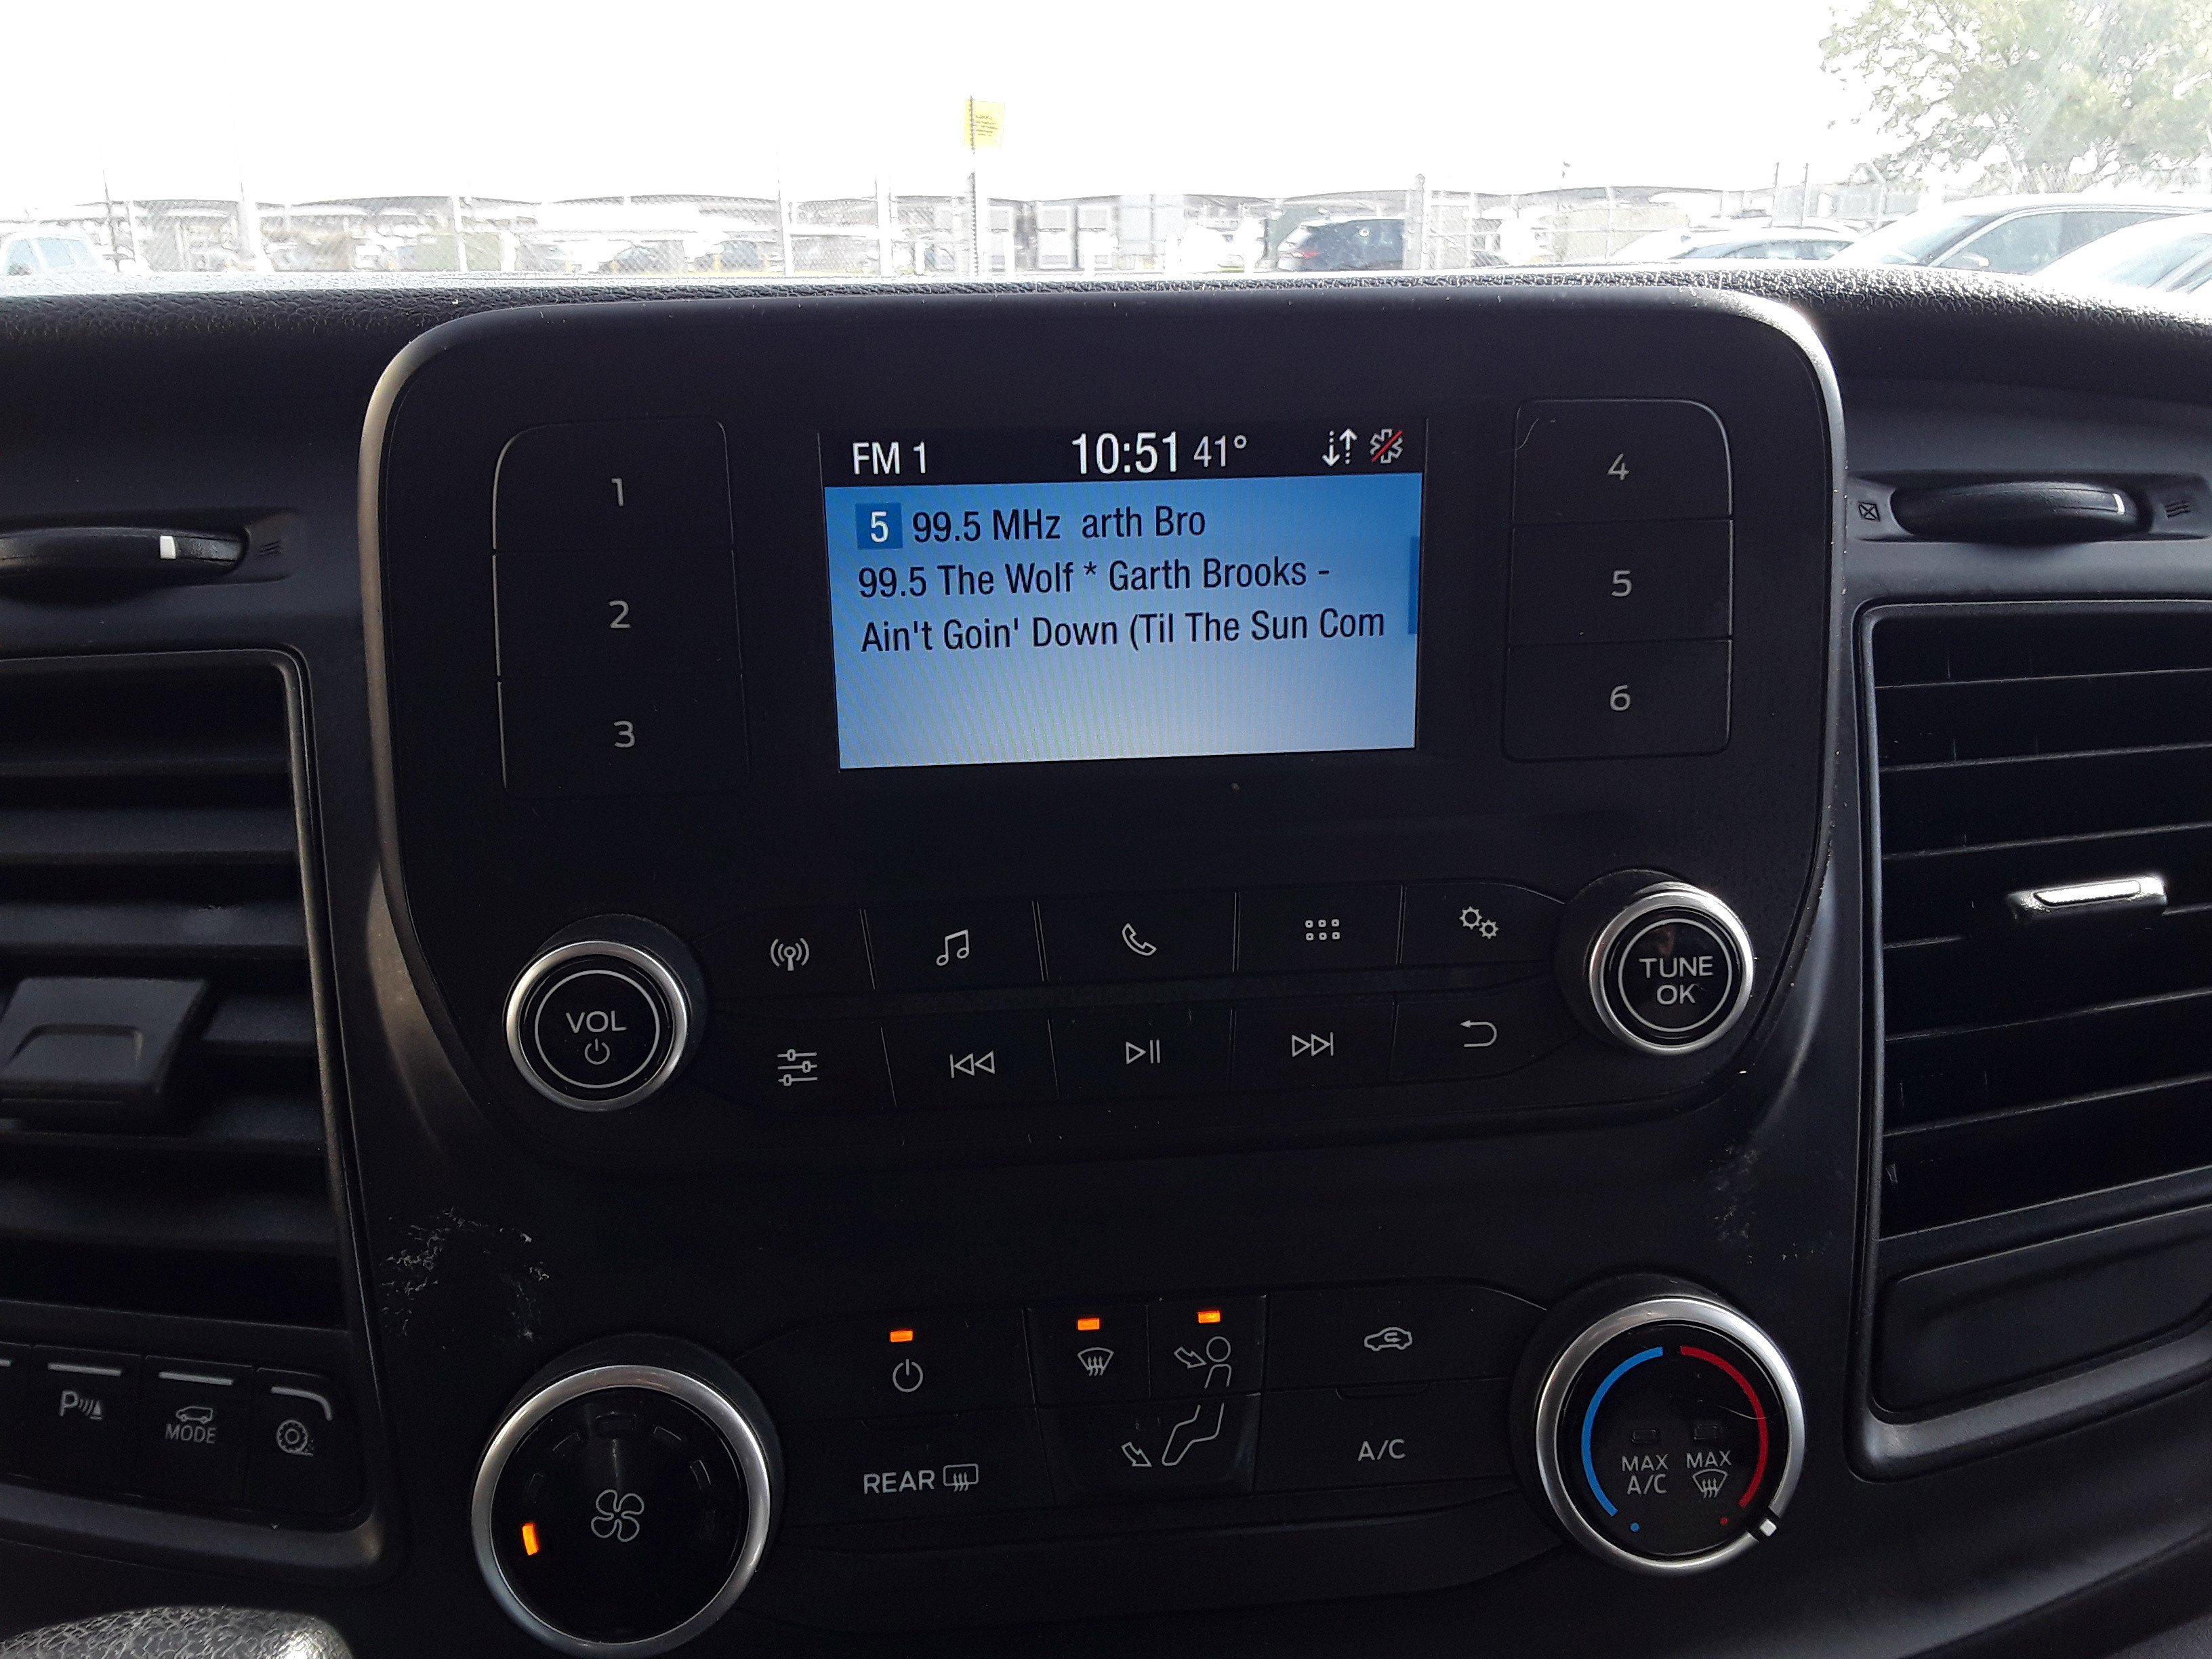 FM 1 10:51 41°
5 99.5 MHz arth Bro
99.5 The Wolf * Garth Brooks -
Ain't Goin' Down (Til The Sun Com
1
2
3
4
5
6
VOL
TUNE
OK
P
MODE
REAR
A/C
MAX
A/C
MAX